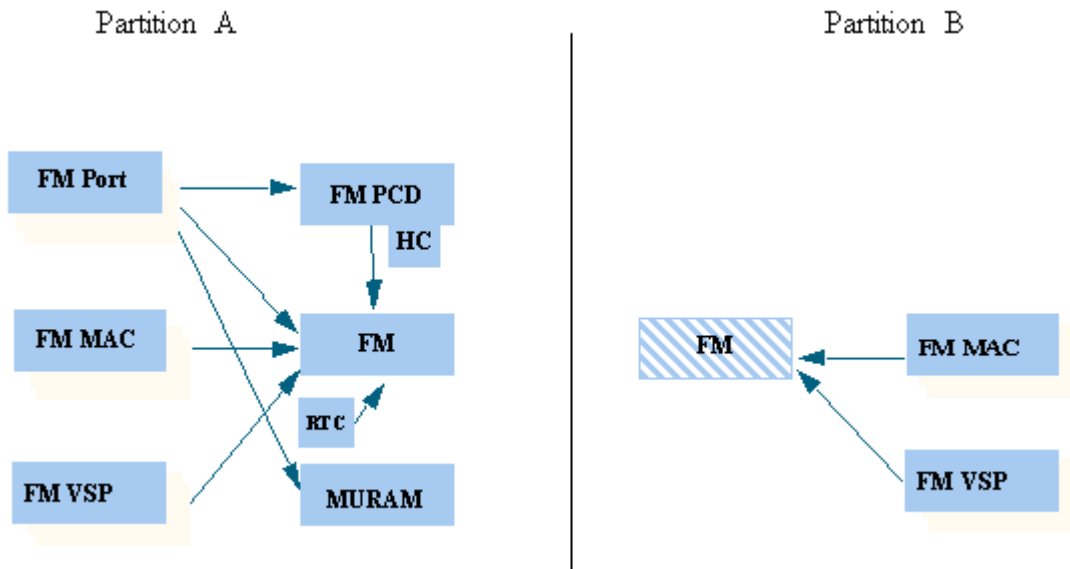 Partition A
Partition B
FM Port
FM PCD
HC
FM MAC
FM
RTC
FM VSP
MURAM
FM
FM MAC
FM VSP